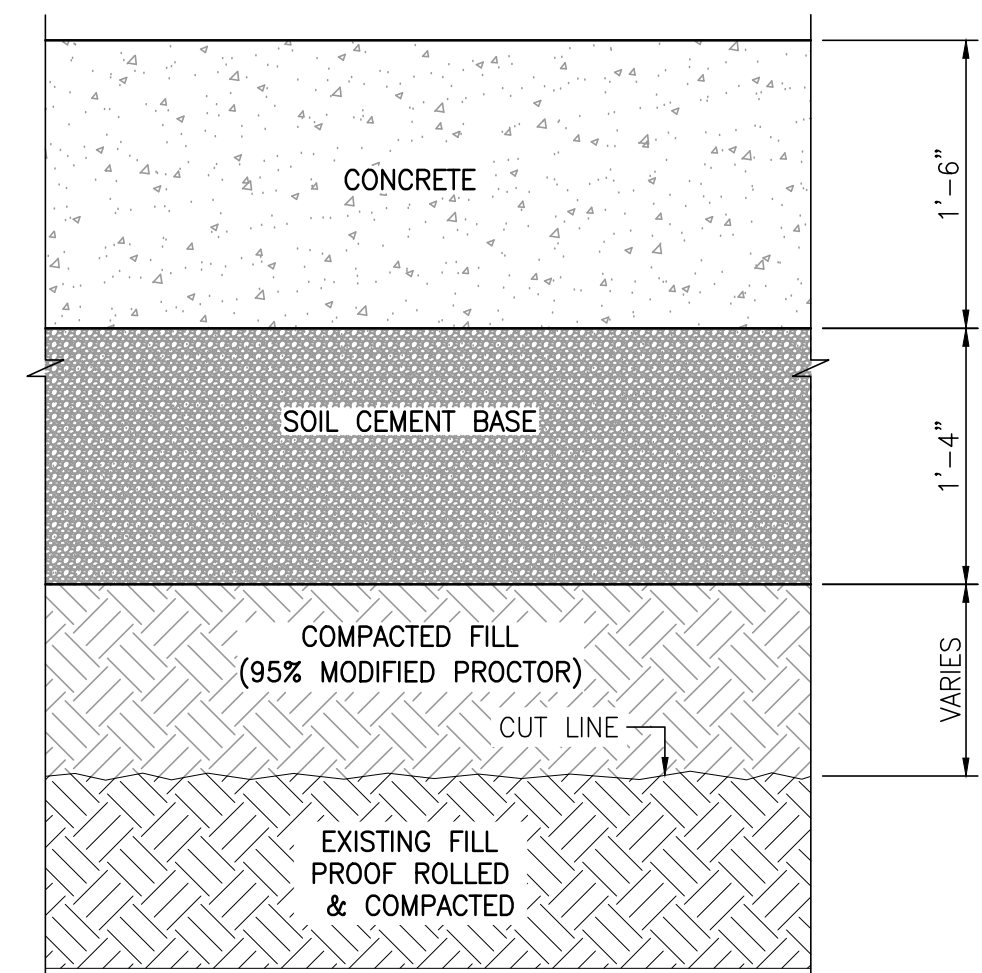 CONCRETE
1'-6"
SOIL CEMENT BASE
1'-4"
COMPACTED FILL
(95% MODIFIED PROCTOR)
VARIES
CUT LINE
EXISTING FILL
PROOF ROLLED
& COMPACTED